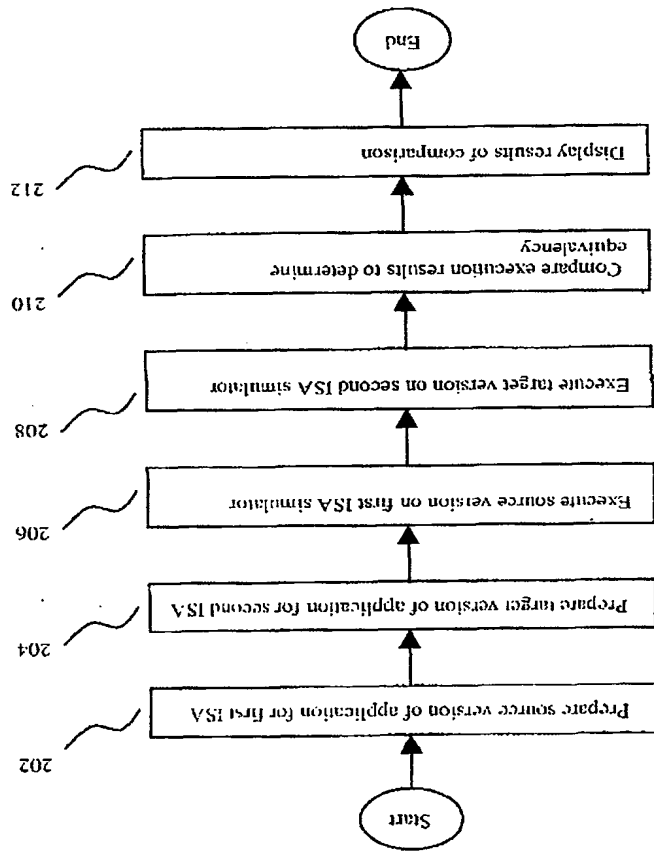 Start
202
Prepare source version of application for first ISA
204
Prepare target version of application for second ISA
206
Execute source version on first ISA simulator
208
Execute target version on second ISA simulator
210
Compare execution results to determine
equivalency
212
Display results of comparison
End